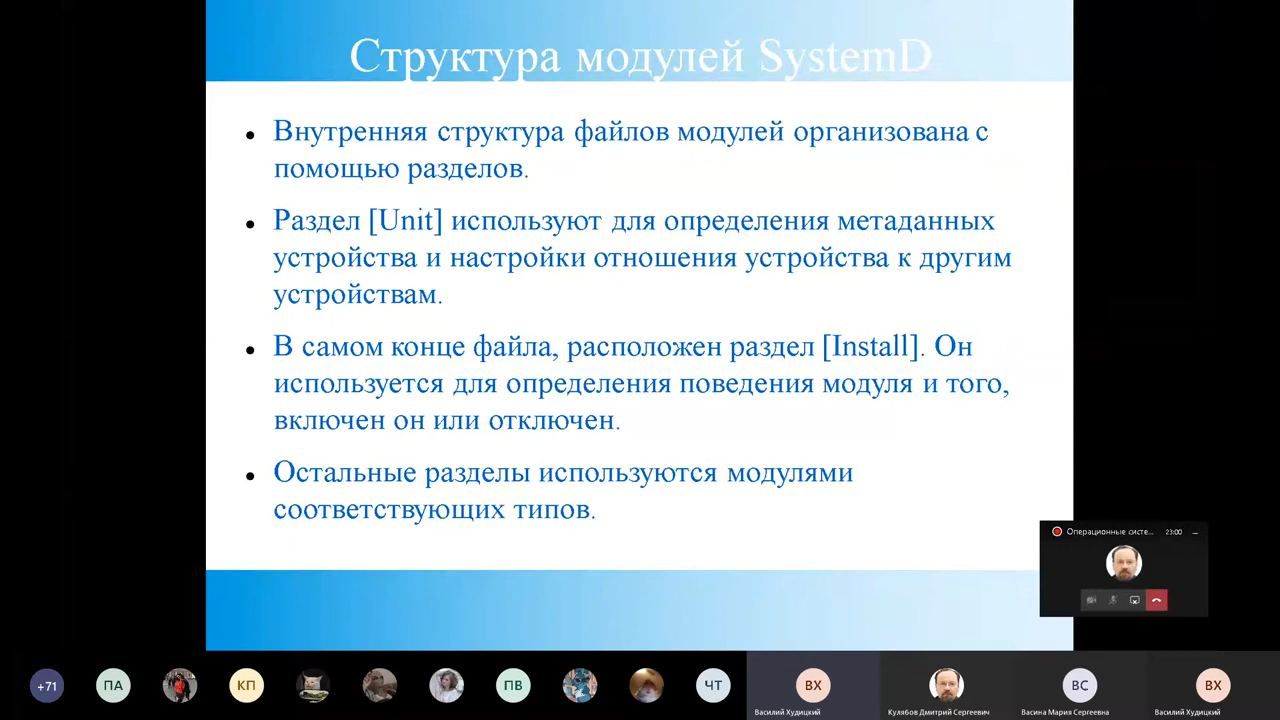 Структура модулей SystemD
Внутренняя структура файлов модулей организована с
помощью разделов.
Раздел [Unit] используют для определения метаданных
устройства и настройки отношения устройства к другим
устройствам.
В самом конце файла, расположен раздел [Install]. Он
используется для определения поведения модуля и того,
включен он или отключен.
Остальные разделы используются модулями
соответствующих типов.
Операционные систе... 23:00
+71 ПА КП ПВ ЧТ ВХ ВС ВХ
Василий Худицкий Кулябов Дмитрий Сергеевич Васина Мария Сергеевна Василий Худицкий